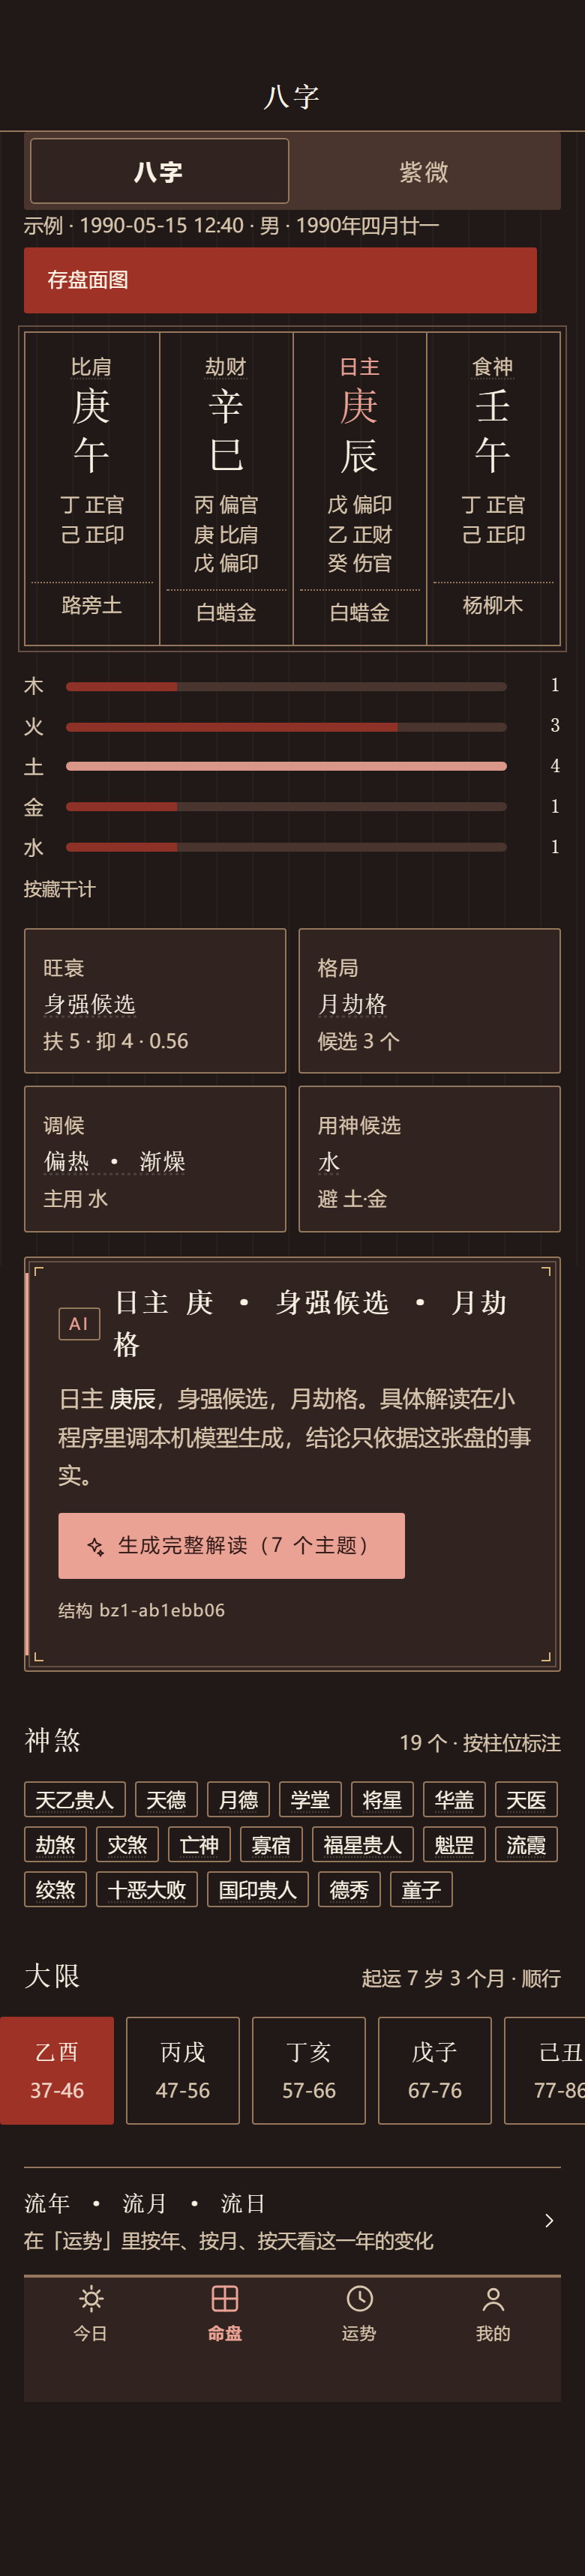 八字
八字 紫微
示例 · 1990-05-15 12:40 · 男 · 1990年四月廿一
存盘面图
比肩 劫财 日主 食神
庚 辛 庚 壬
午 巳 辰 午
丁 正官 丙 偏官 戊 偏印 丁 正官
己 正印 庚 比肩 乙 正财 己 正印
戊 偏印 癸 伤官
路旁土 白蜡金 白蜡金 杨柳木
木 1
火 3
土 4
金 1
水 1
按藏干计
旺衰 格局
身强候选 月劫格
扶 5 · 抑 4 · 0.56 候选 3 个
调候 用神候选
偏热 · 渐燥 水
主用 水 避 土·金
AI 日主 庚 · 身强候选 · 月劫
格
日主 庚辰，身强候选，月劫格。具体解读在小
程序里调本机模型生成，结论只依据这张盘的事
实。
生成完整解读（7 个主题）
结构 bz1-ab1ebb06
神煞 19 个 · 按柱位标注
天乙贵人 天德 月德 学堂 将星 华盖 天医
劫煞 灾煞 亡神 寡宿 福星贵人 魁罡 流霞
绞煞 十恶大败 国印贵人 德秀 童子
大限 起运 7 岁 3 个月 · 顺行
乙酉 丙戌 丁亥 戊子 己丑
37-46 47-56 57-66 67-76 77-86
流年 · 流月 · 流日
在「运势」里按年、按月、按天看这一年的变化
今日 命盘 运势 我的